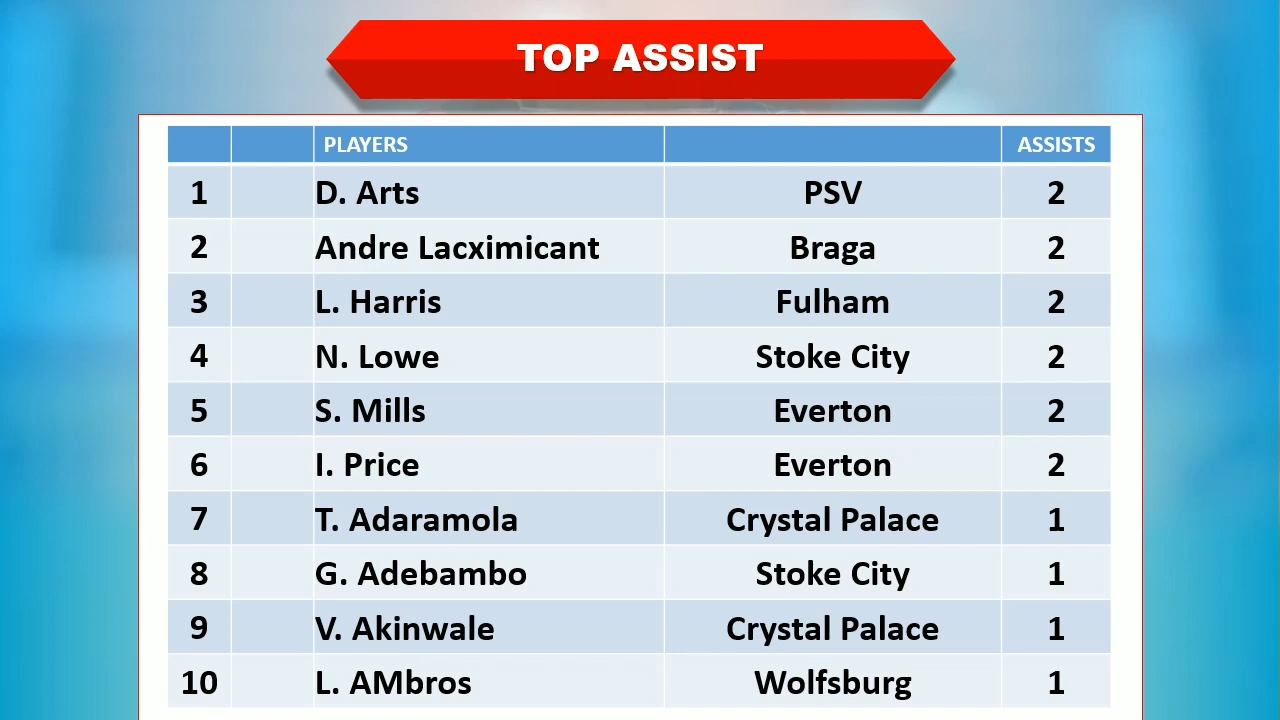 TOP ASSIST
PLAYERS ASSISTS
1 D. Arts PSV 2
2 Andre Lacximicant Braga 2
3 L. Harris Fulham 2
4 N. Lowe Stoke City 2
5 S. Mills Everton 2
6 I. Price Everton 2
7 T. Adaramola Crystal Palace 1
8 G. Adebambo Stoke City 1
9 V. Akinwale Crystal Palace 1
10 L. AMbros Wolfsburg 1